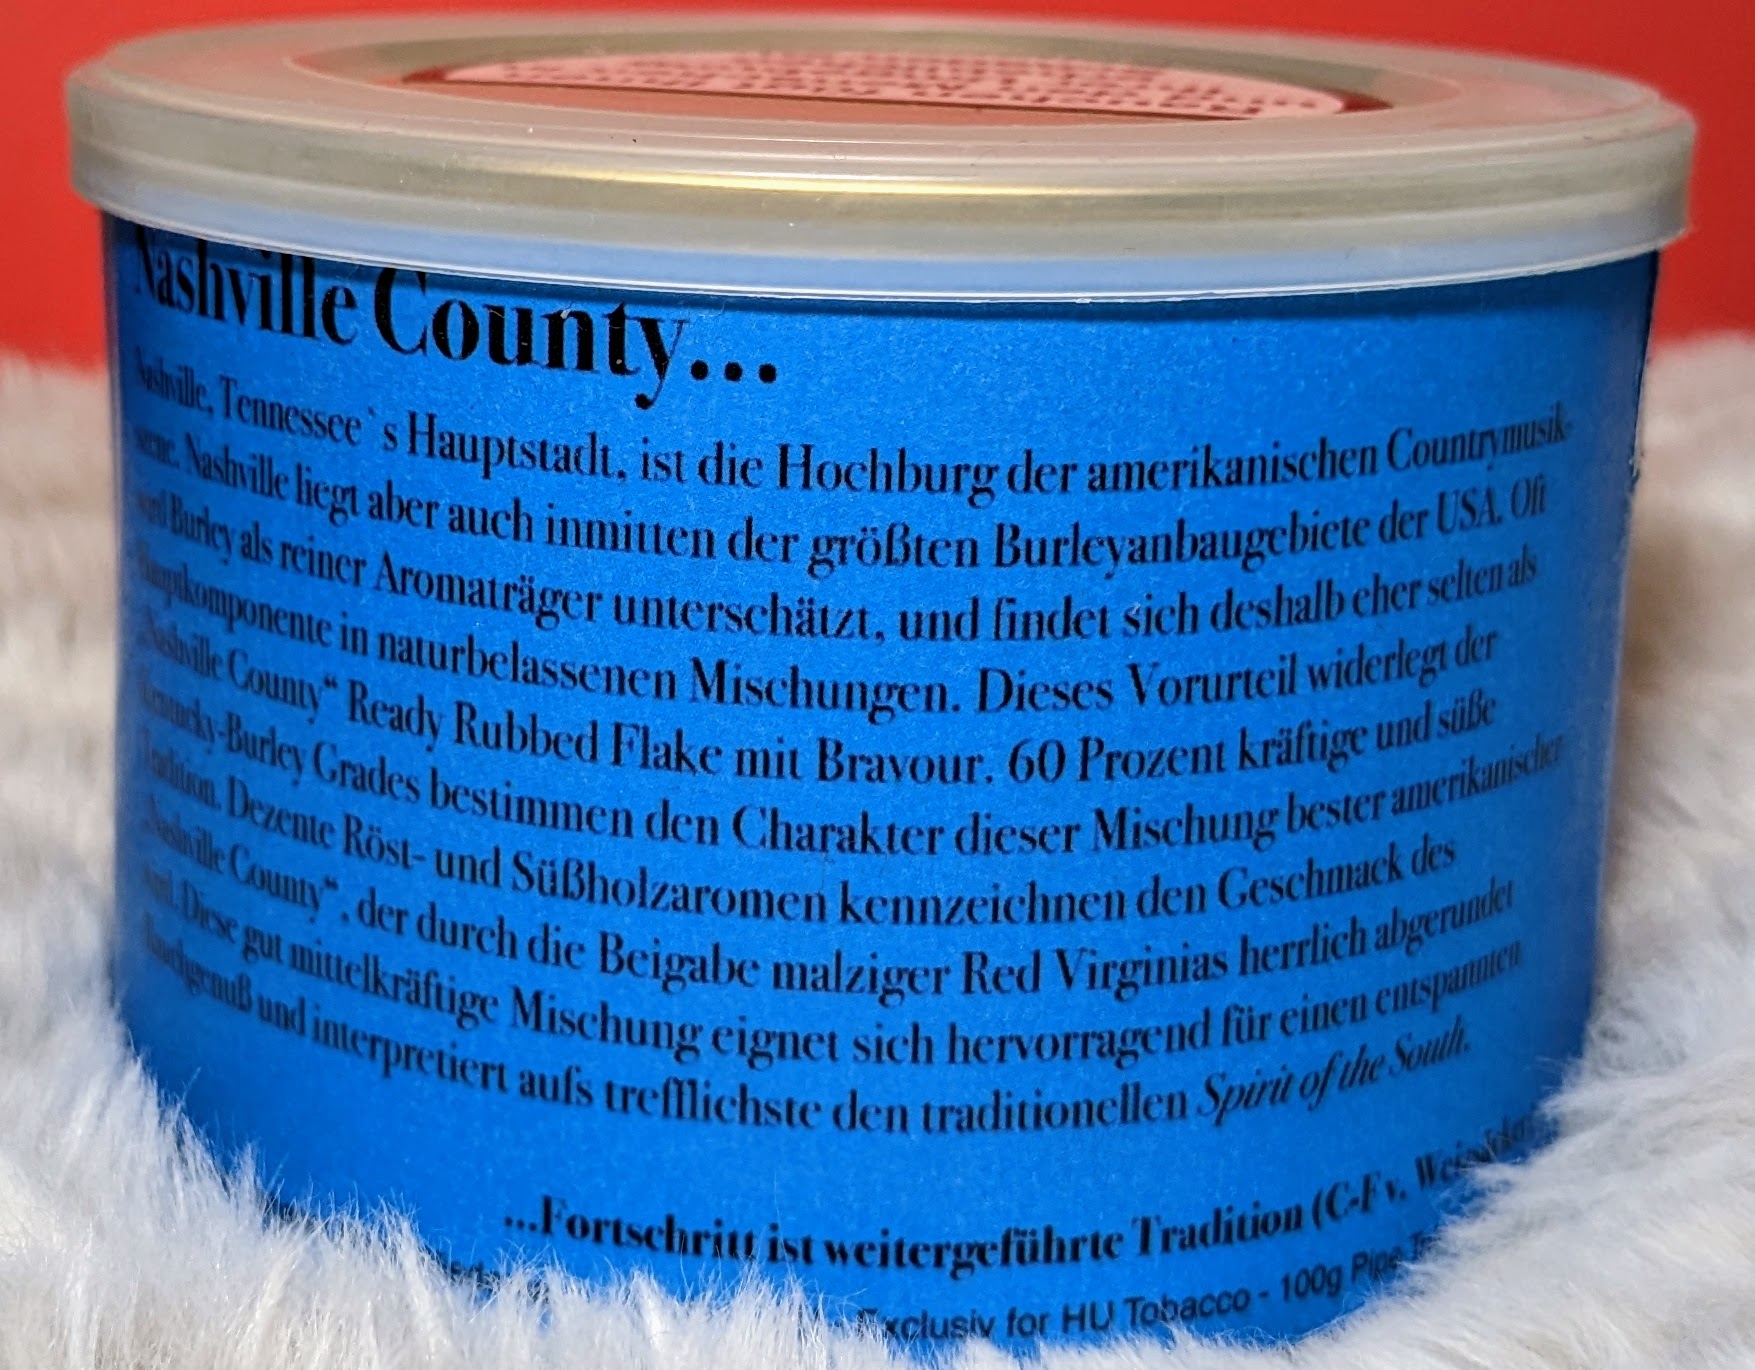 Nashville County...
Nashville, Tennessee`s Hauptstadt, ist die Hochburg der amerikanischen Countrymusik-
szene. Nashville liegt aber auch inmitten der größten Burleyanbaugebiete der USA. Oft
wird Burley als reiner Aromaträger unterschätzt, und findet sich deshalb eher selten als
Hauptkomponente in naturbelassenen Mischungen. Dieses Vorurteil widerlegt der
„Nashville County“ Ready Rubbed Flake mit Bravour. 60 Prozent kräftige und süße
Kentucky-Burley Grades bestimmen den Charakter dieser Mischung bester amerikanischer
Tradition. Dezente Röst- und Süßholzaromen kennzeichnen den Geschmack des
„Nashville County“, der durch die Beigabe malziger Red Virginias herrlich abgerundet
wird. Diese gut mittelkräftige Mischung eignet sich hervorragend für einen entspannten
Rauchgenuß und interpretiert aufs trefflichste den traditionellen Spirit of the South.
...Fortschritt ist weitergeführte Tradition (C-F v.
Exclusiv for HU Tobacco - 100g Pipe